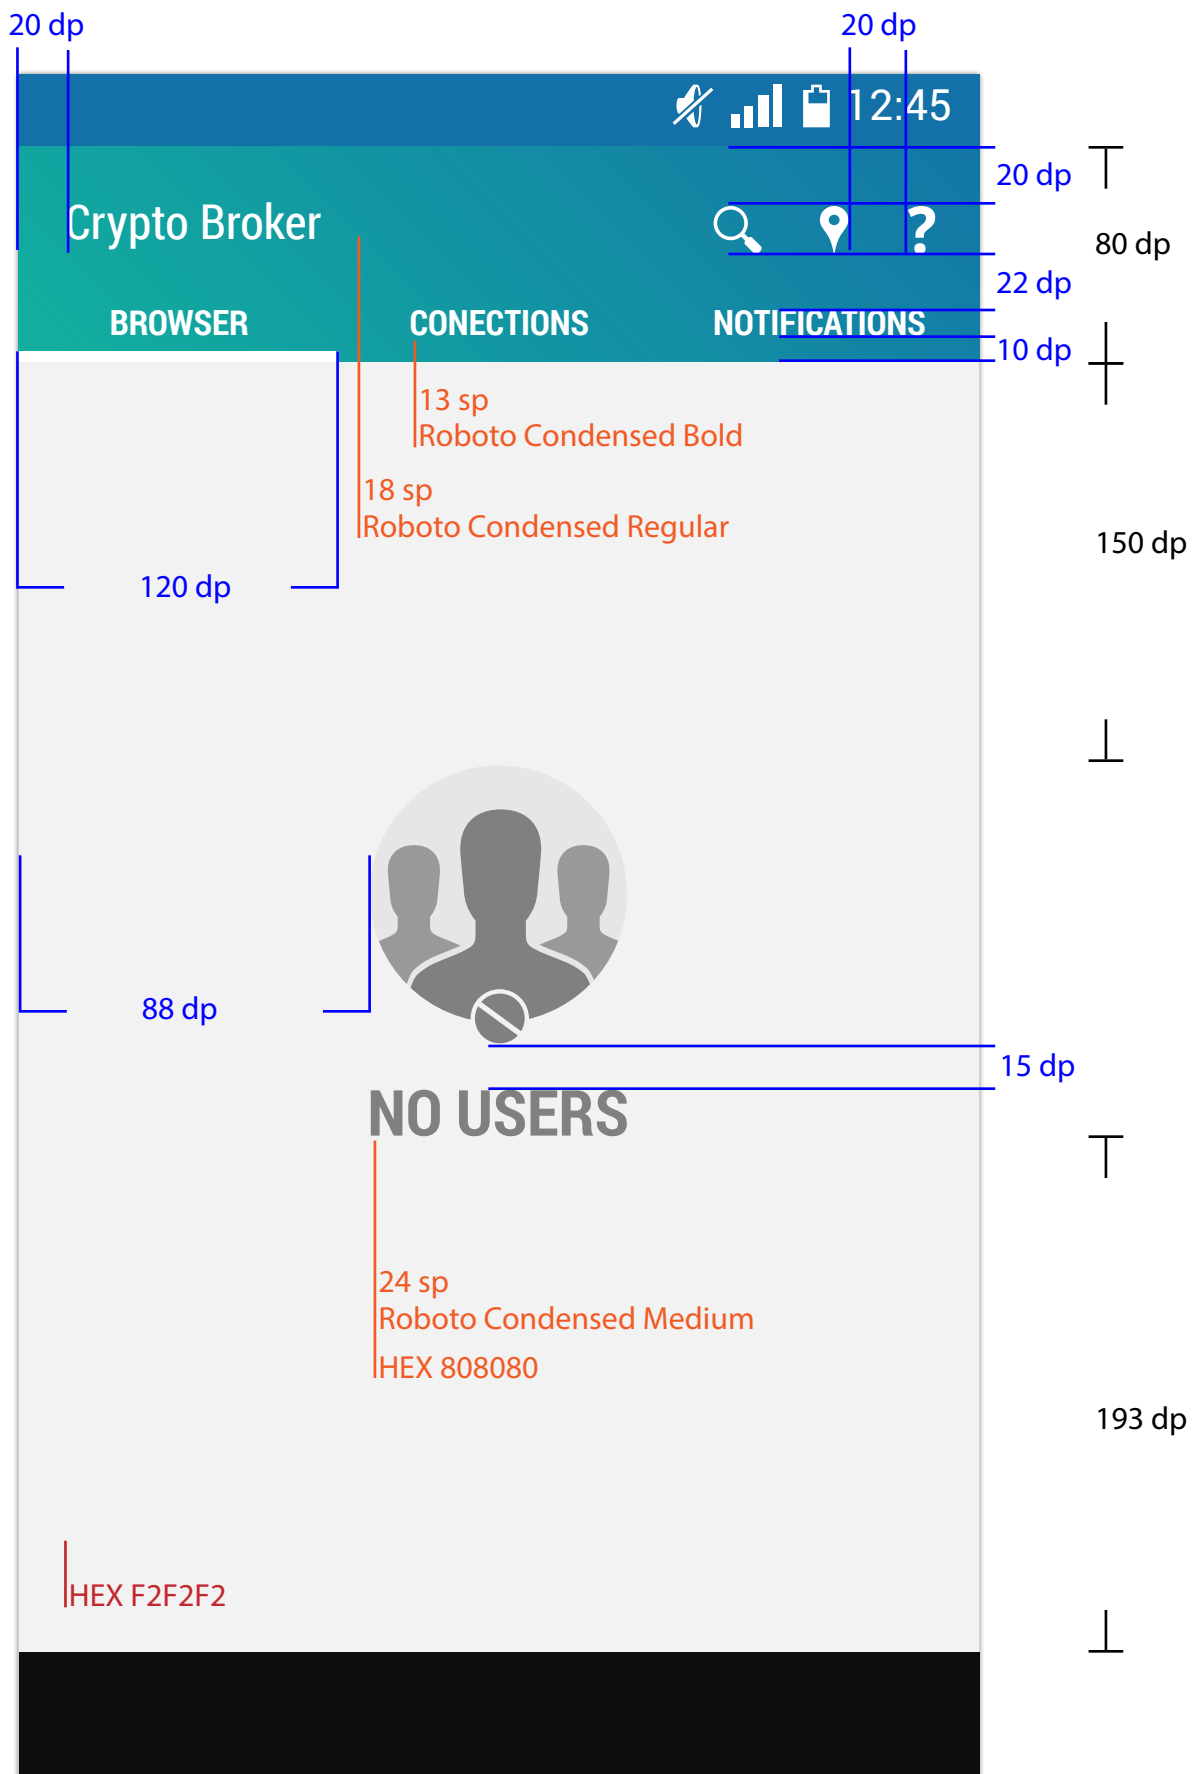 20 dp
20 dp
12:45
20 dp
Crypto Broker
80 dp
22 dp
BROWSER
CONECTIONS
NOTIFICATIONS
10 dp
13 sp
Roboto Condensed Bold
18 sp
Roboto Condensed Regular
150 dp
120 dp
88 dp
15 dp
NO USERS
24 sp
Roboto Condensed Medium
HEX 808080
193 dp
HEX F2F2F2